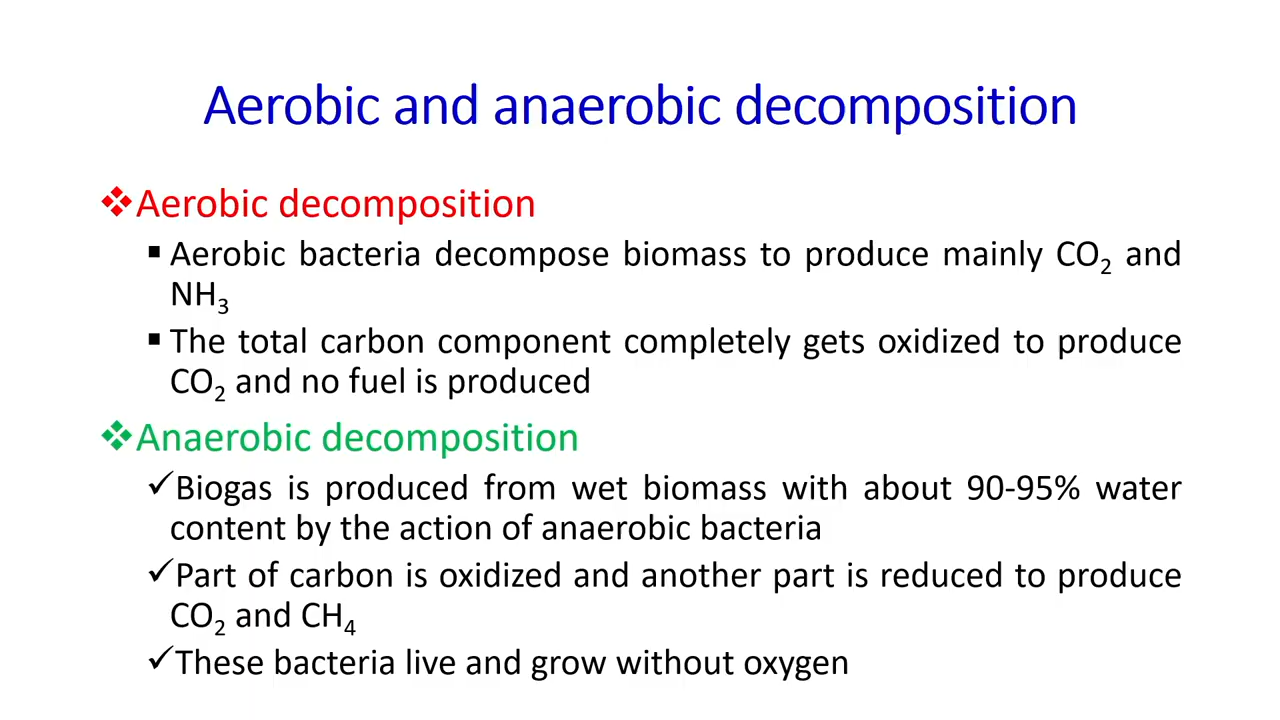 Aerobic and anaerobic decomposition
❖Aerobic decomposition
▪ Aerobic bacteria decompose biomass to produce mainly CO₂ and
NH₃
▪ The total carbon component completely gets oxidized to produce
CO₂ and no fuel is produced
❖Anaerobic decomposition
✓Biogas is produced from wet biomass with about 90-95% water
content by the action of anaerobic bacteria
✓Part of carbon is oxidized and another part is reduced to produce
CO₂ and CH₄
✓These bacteria live and grow without oxygen